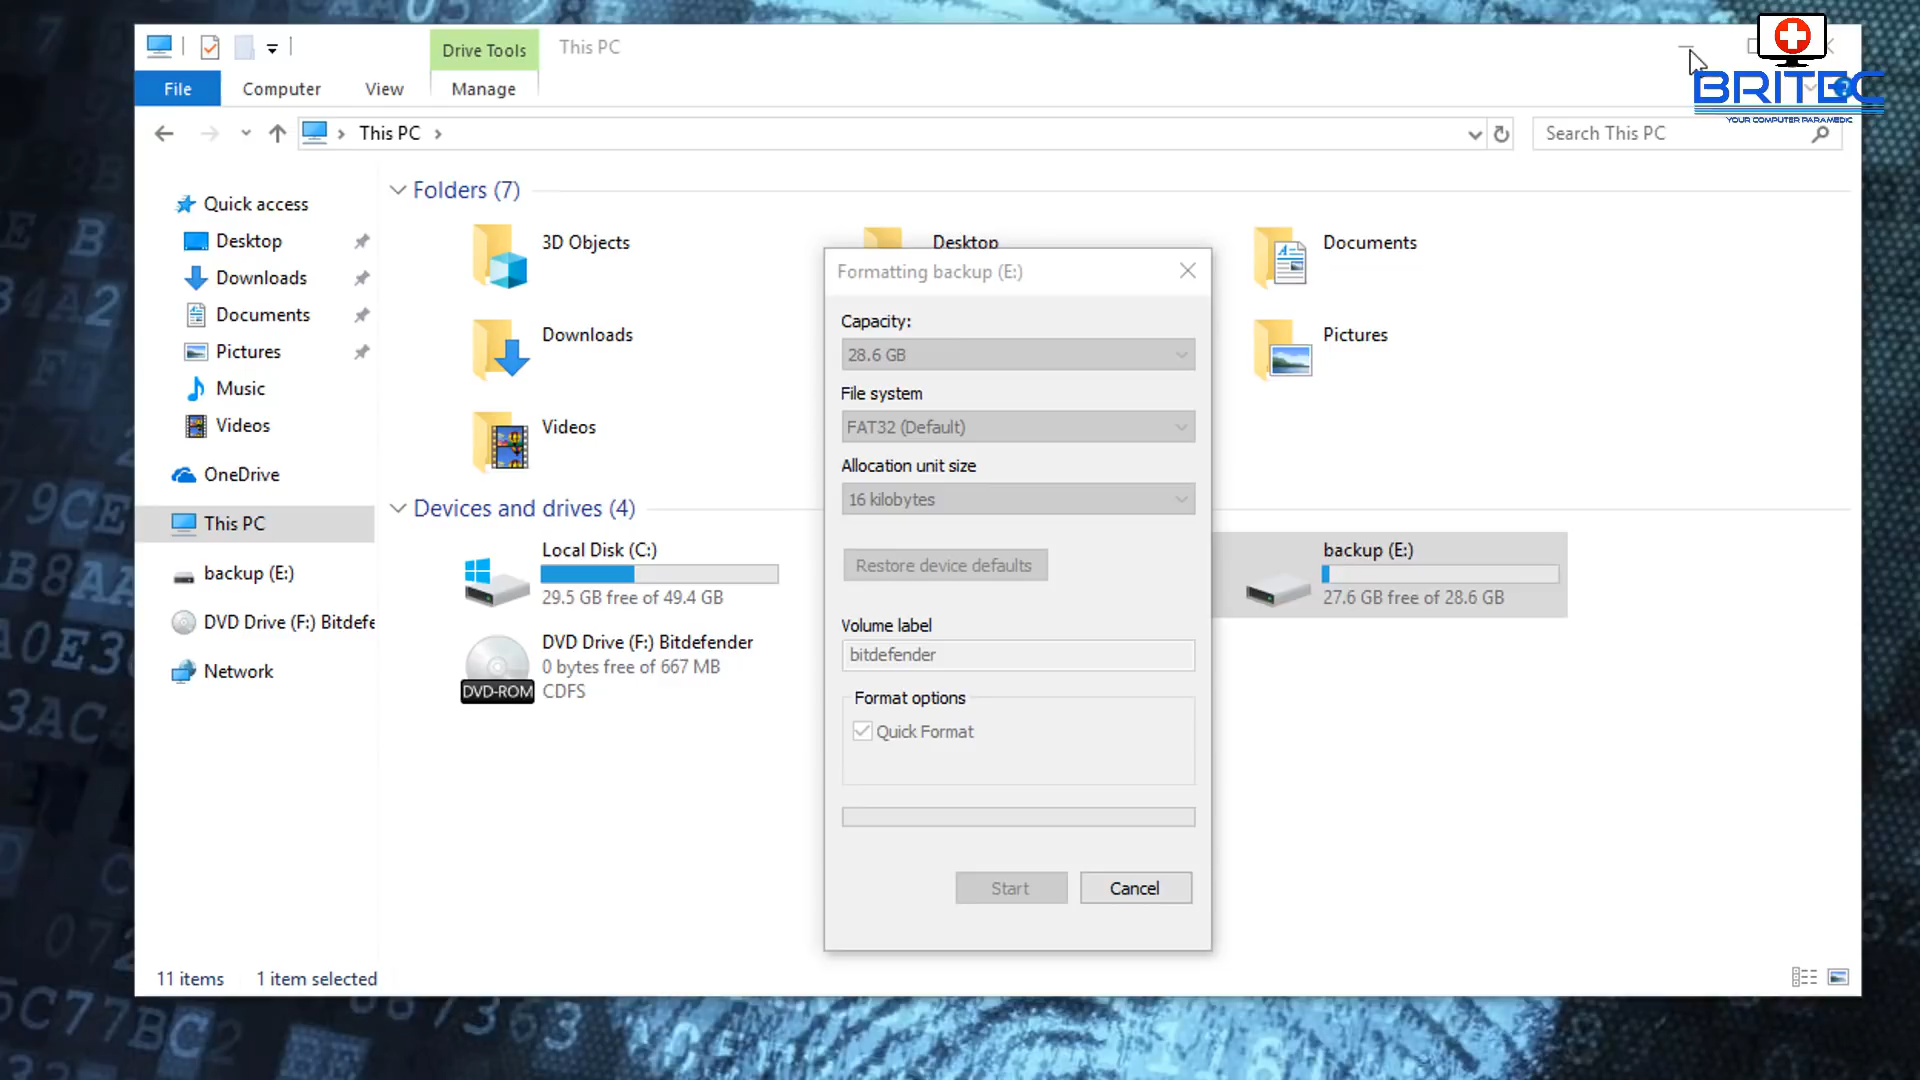 Drive Tools
This PC
File
Computer
View
Manage
BRITEC
YOUR COMPUTER PARAMEDIC
This PC
Search This PC
Quick access
Desktop
Downloads
Documents
Pictures
Music
Videos
OneDrive
This PC
backup (E:)
DVD Drive (F:) Bitdefe
Network
Folders (7)
3D Objects
Desktop
Documents
Downloads
Pictures
Videos
Devices and drives (4)
Local Disk (C:)
29.5 GB free of 49.4 GB
backup (E:)
27.6 GB free of 28.6 GB
DVD Drive (F:) Bitdefender
0 bytes free of 667 MB
CDFS
DVD-ROM
Formatting backup (E:)
Capacity:
28.6 GB
File system
FAT32 (Default)
Allocation unit size
16 kilobytes
Restore device defaults
Volume label
bitdefender
Format options
Quick Format
Start
Cancel
11 items
1 item selected